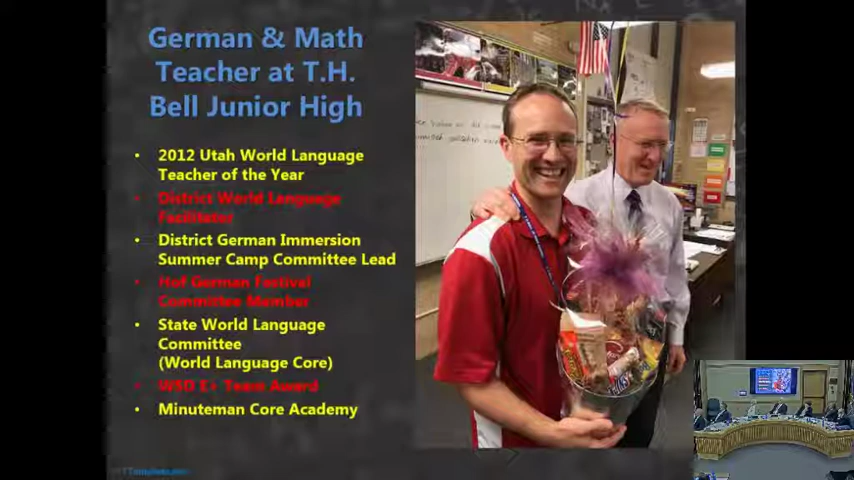 German & Math
Teacher at T.H.
Bell Junior High
• 2012 Utah World Language
Teacher of the Year
• District World Language
Facilitator
• District German Immersion
Summer Camp Committee Lead
• Hof German Festival
Committee Member
• State World Language
Committee
(World Language Core)
• WSD E+ Team Award
• Minuteman Core Academy